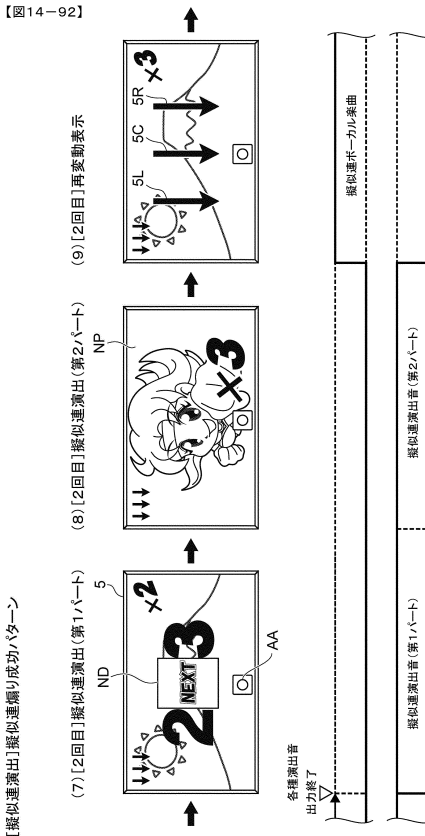 【図14－92】
[擬似連演出]擬似連煽り成功パターン
(7)[2回目]擬似連演出(第1パート)
ND
5
×2
2
NEXT
3
AA
(8)[2回目]擬似連演出(第2パート)
NP
×3
(9)[2回目]再変動表示
5L
5C
5R
×3
各種演出音
出力終了
擬似連ボーカル楽曲
擬似連演出音(第1パート)
擬似連演出音(第2パート)